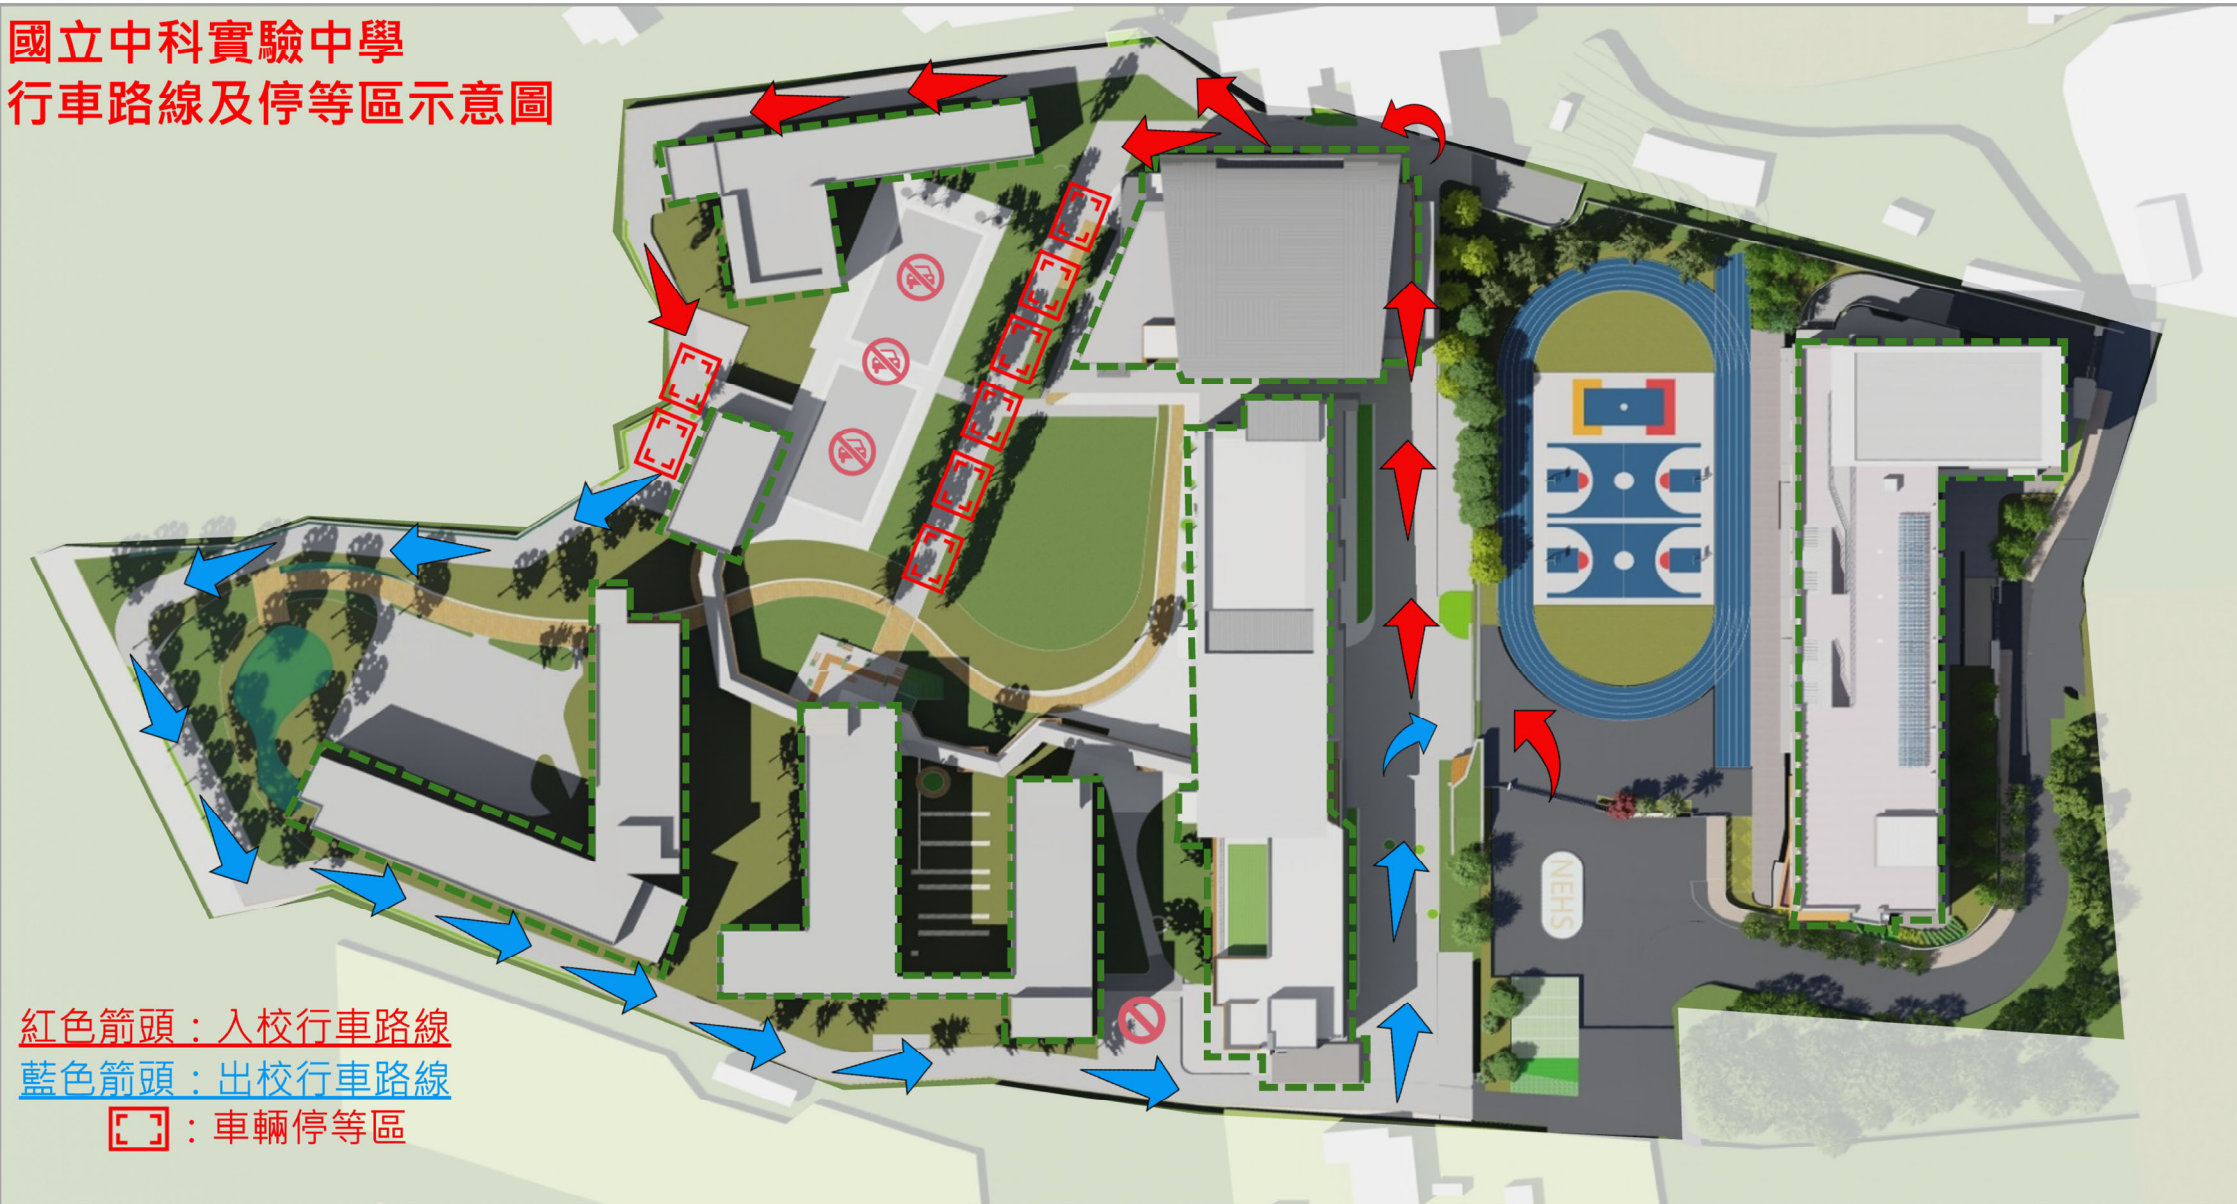 國立中科實驗中學
行車路線及停等區示意圖
NEHS
紅色箭頭：入校行車路線
藍色箭頭：出校行車路線
：車輛停等區